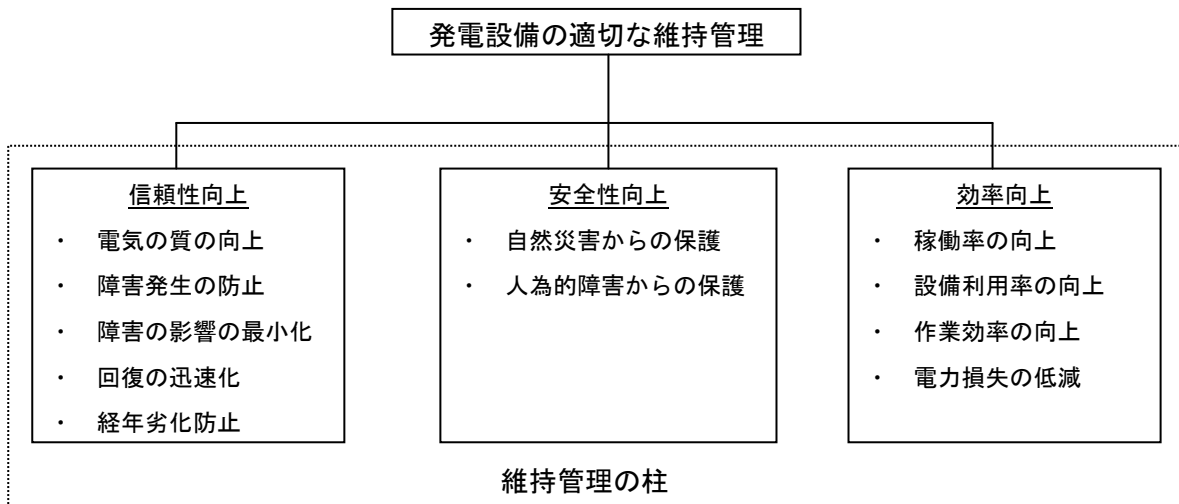 発電設備の適切な維持管理
信頼性向上
・ 電気の質の向上
・ 障害発生の防止
・ 障害の影響の最小化
・ 回復の迅速化
・ 経年劣化防止
安全性向上
・ 自然災害からの保護
・ 人為的障害からの保護
効率向上
・ 稼働率の向上
・ 設備利用率の向上
・ 作業効率の向上
・ 電力損失の低減
維持管理の柱